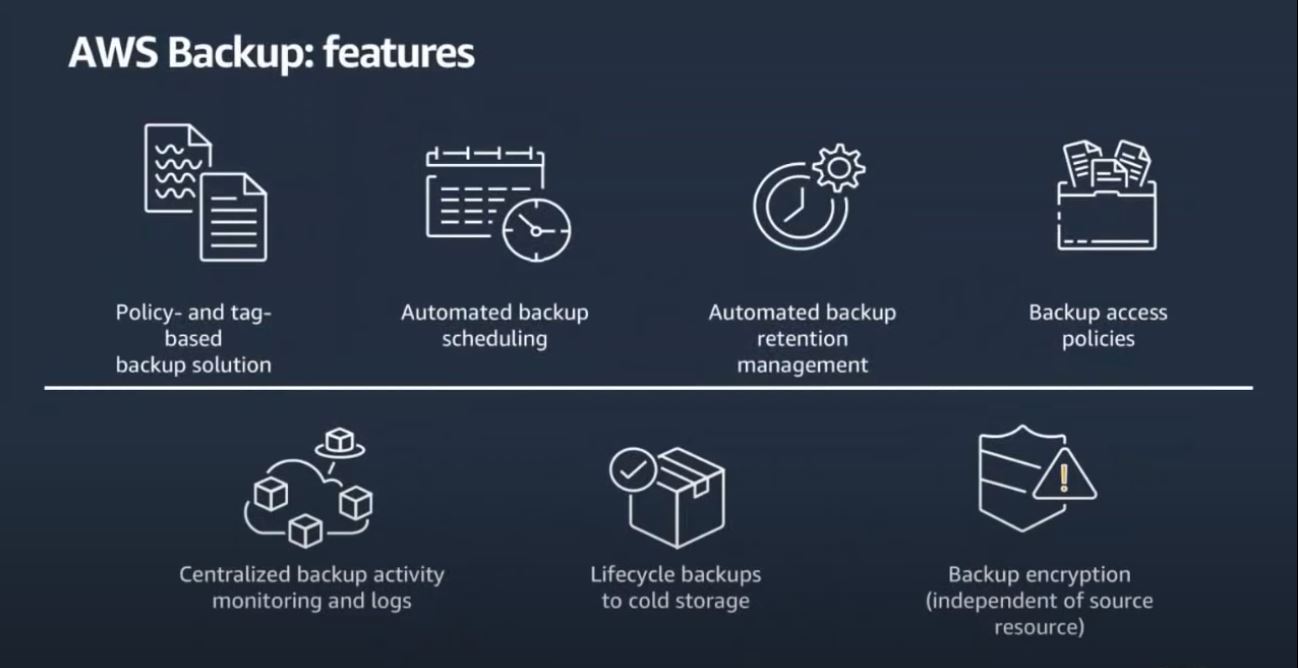 AWS Backup: features
Policy- and tag-
based
backup solution
Automated backup
scheduling
Automated backup
retention
management
Backup access
policies
Centralized backup activity
monitoring and logs
Lifecycle backups
to cold storage
Backup encryption
(independent of source
resource)